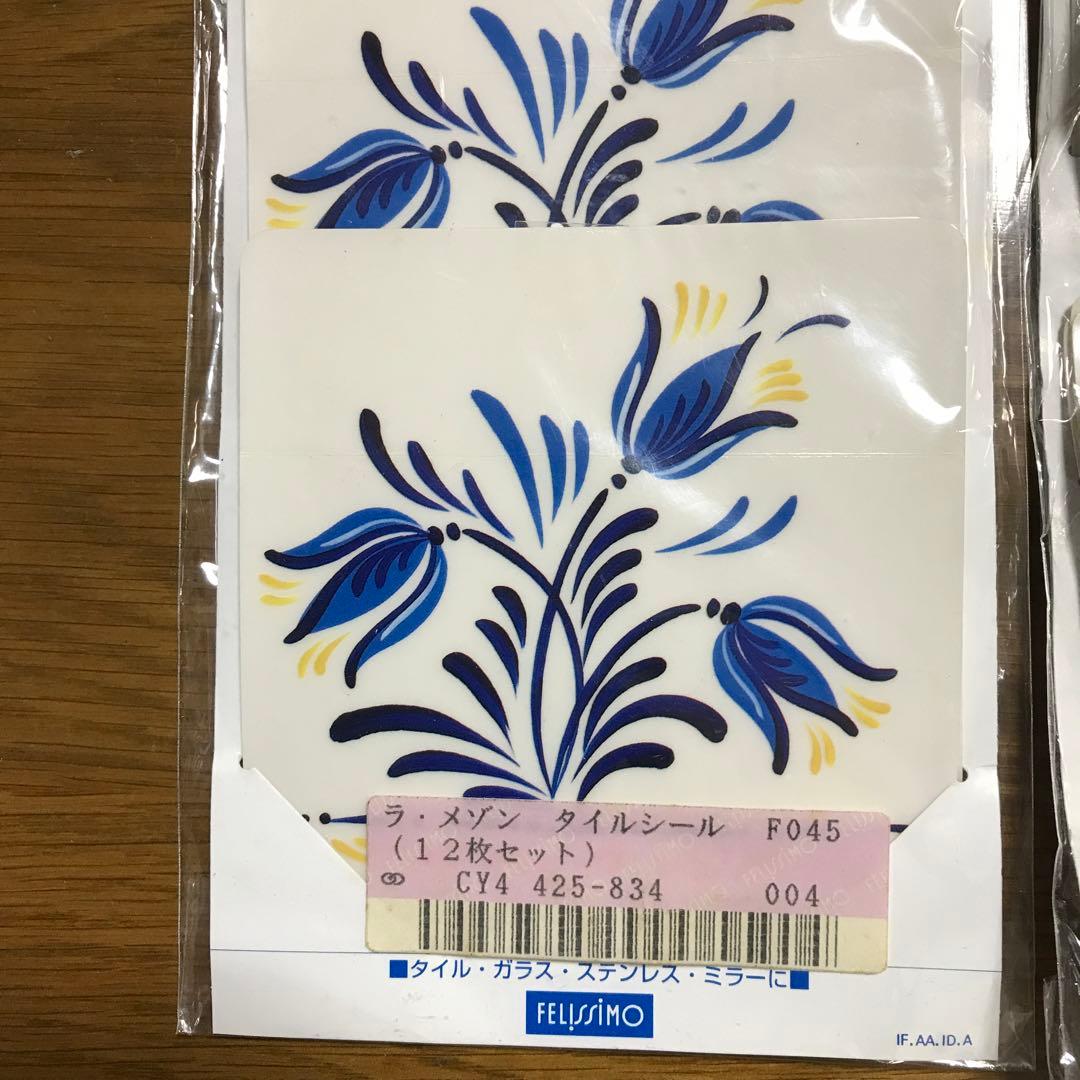 ラ・メゾン タイルシール F045
(12枚セット)
CY4 425-834 004
■タイル・ガラス・ステンレス・ミラーに■
FELISSIMO
IF.AA.ID.A